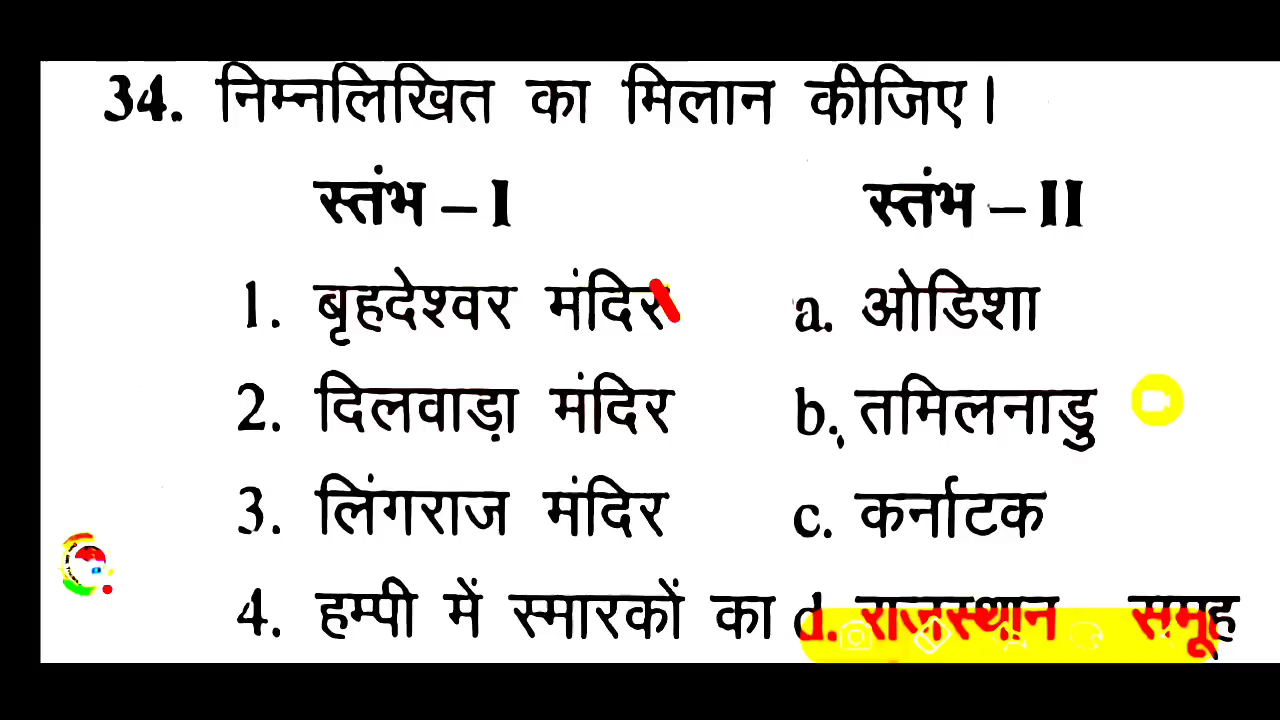 34. निम्नलिखित का मिलान कीजिए।
स्तंभ – I स्तंभ – II
1. बृहदेश्वर मंदिर a. ओडिशा
2. दिलवाड़ा मंदिर b. तमिलनाडु
3. लिंगराज मंदिर c. कर्नाटक
4. हम्पी में स्मारकों का d. राजस्थान समूह